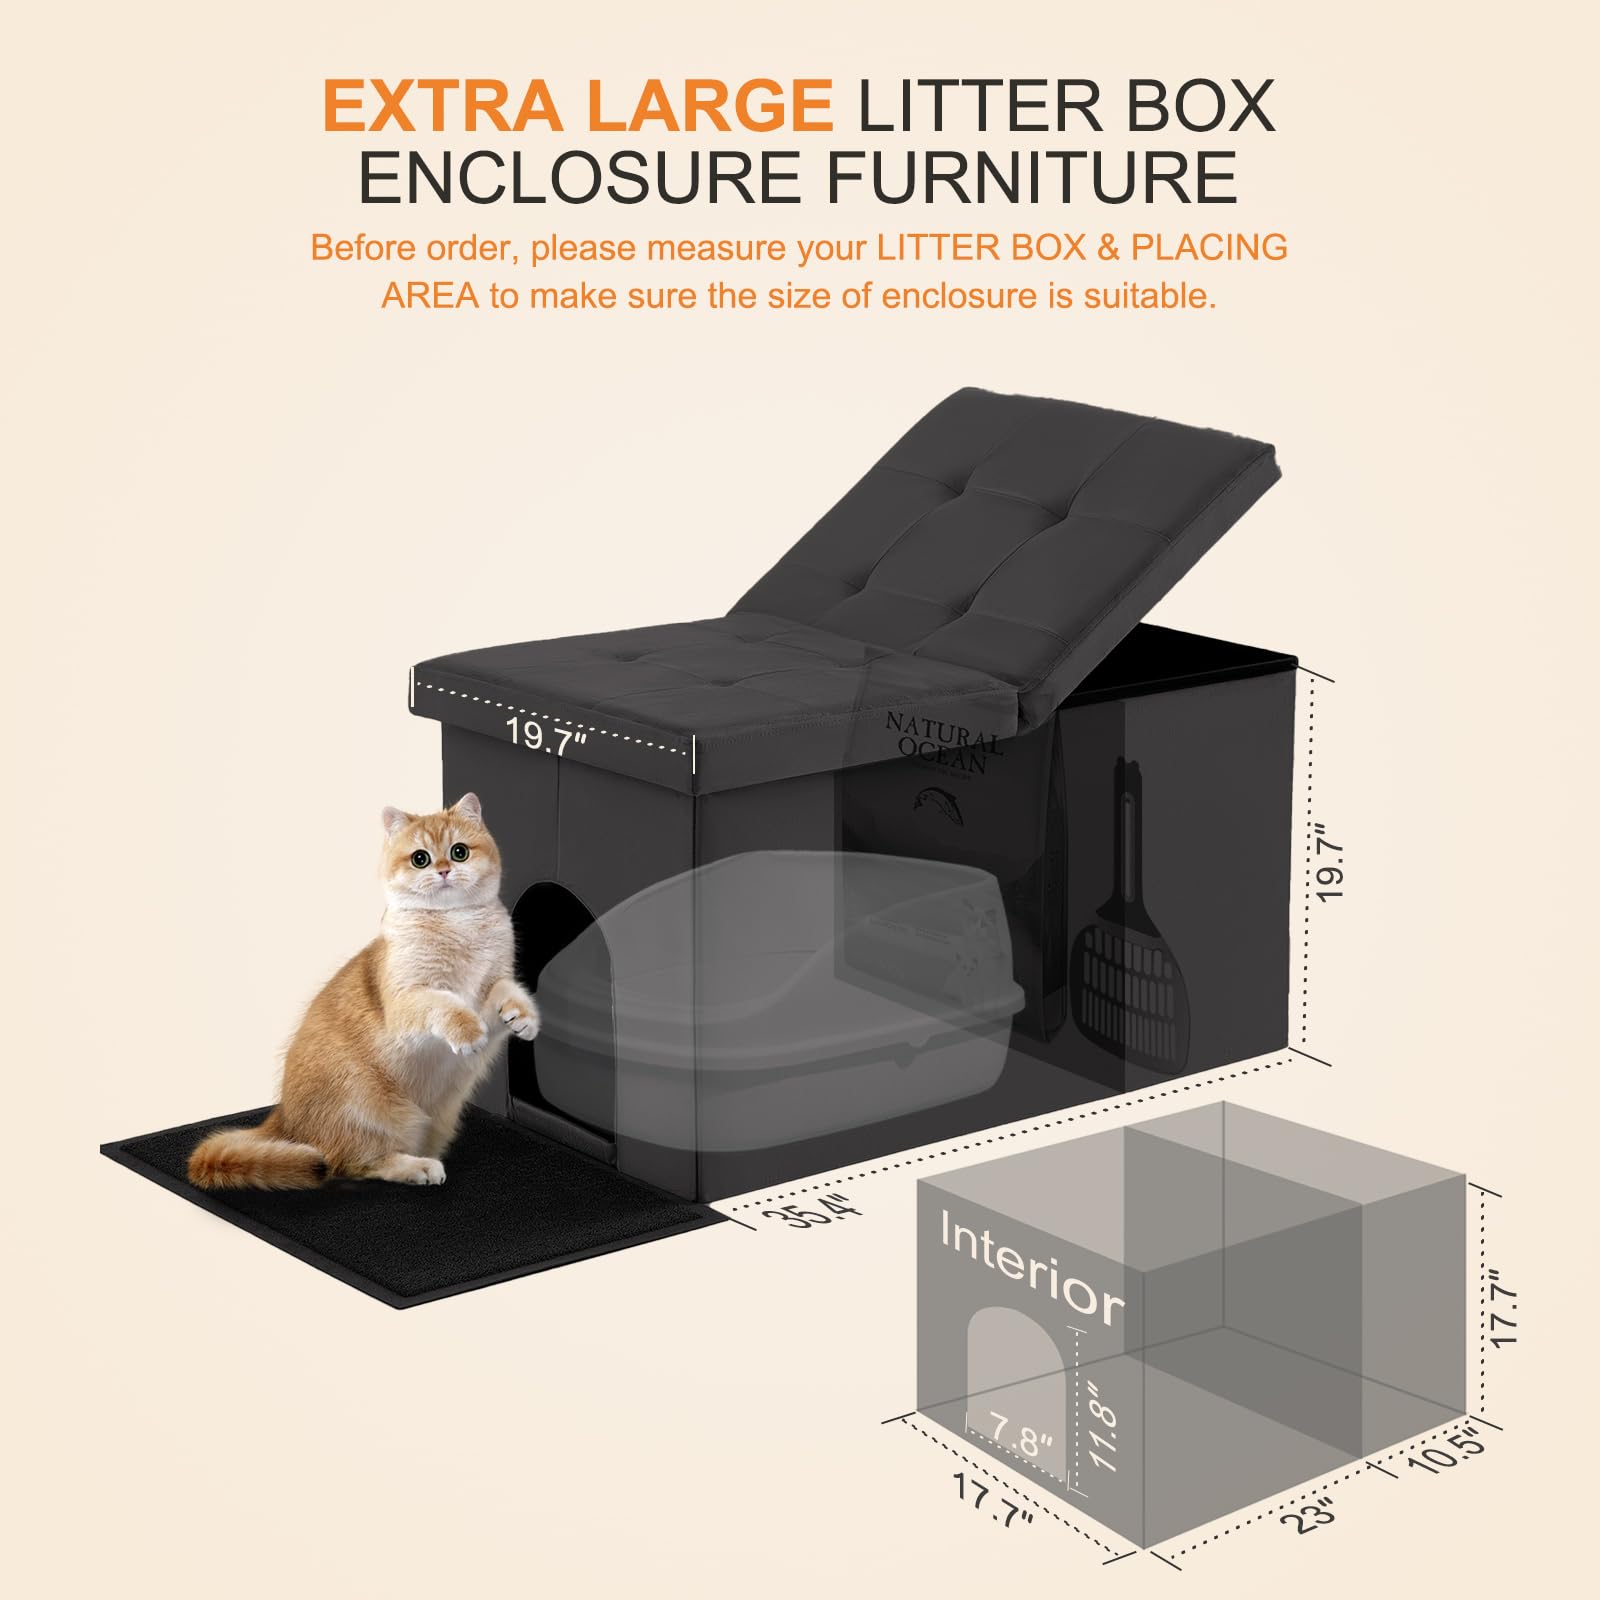 EXTRA LARGE LITTER BOX
ENCLOSURE FURNITURE
Before order, please measure your LITTER BOX & PLACING
AREA to make sure the size of enclosure is suitable.
19.7"
NATURAL
OCEAN
19.7"
35.4"
Interior
17.7"
11.8"
7.8"
10.5"
17.7"
23"